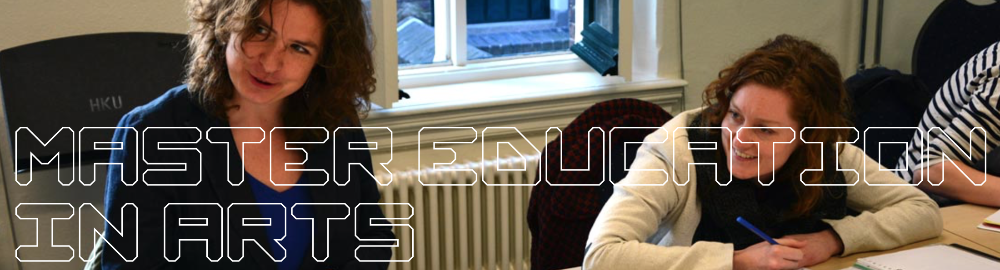 HKU
MASTER EDUCATION
IN ARTS